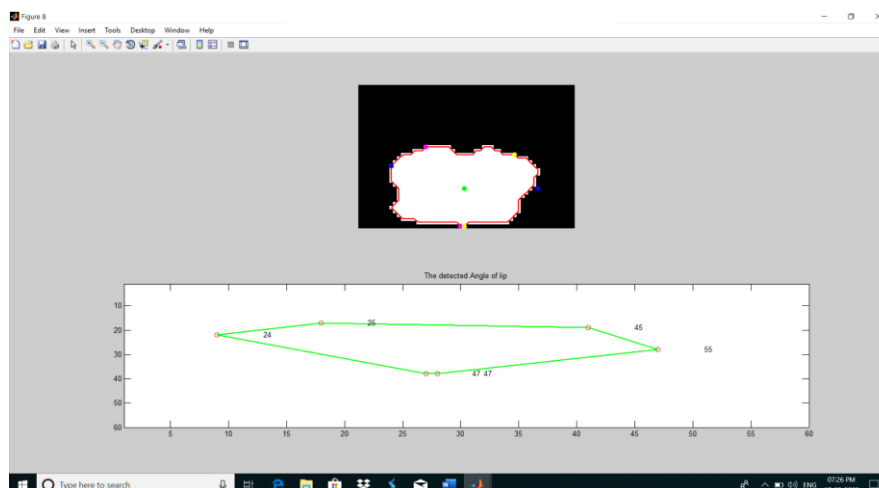 Figure 8
File Edit View Insert Tools Desktop Window Help
The detected Angle of lip
10
20
30
40
50
60
24
25
45
55
47 47
5 10 15 20 25 30 35 40 45 50 55 60
Type here to search
ENG
07:26 PM